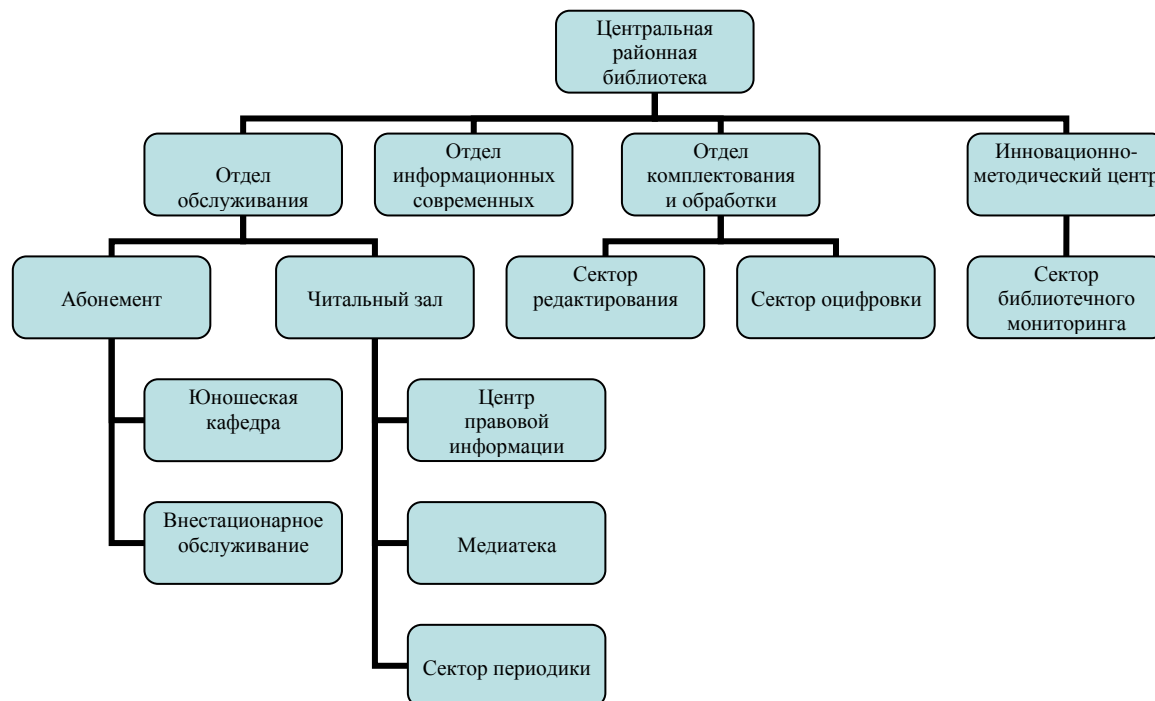 Центральная
районная
библиотека
Отдел
обслуживания
Отдел
информационных
современных
Отдел
комплектования
и обработки
Инновационно-
методический центр
Абонемент
Читальный зал
Сектор
редактирования
Сектор оцифровки
Сектор
библиотечного
мониторинга
Юношеская
кафедра
Центр
правовой
информации
Внестационарное
обслуживание
Медиатека
Сектор периодики